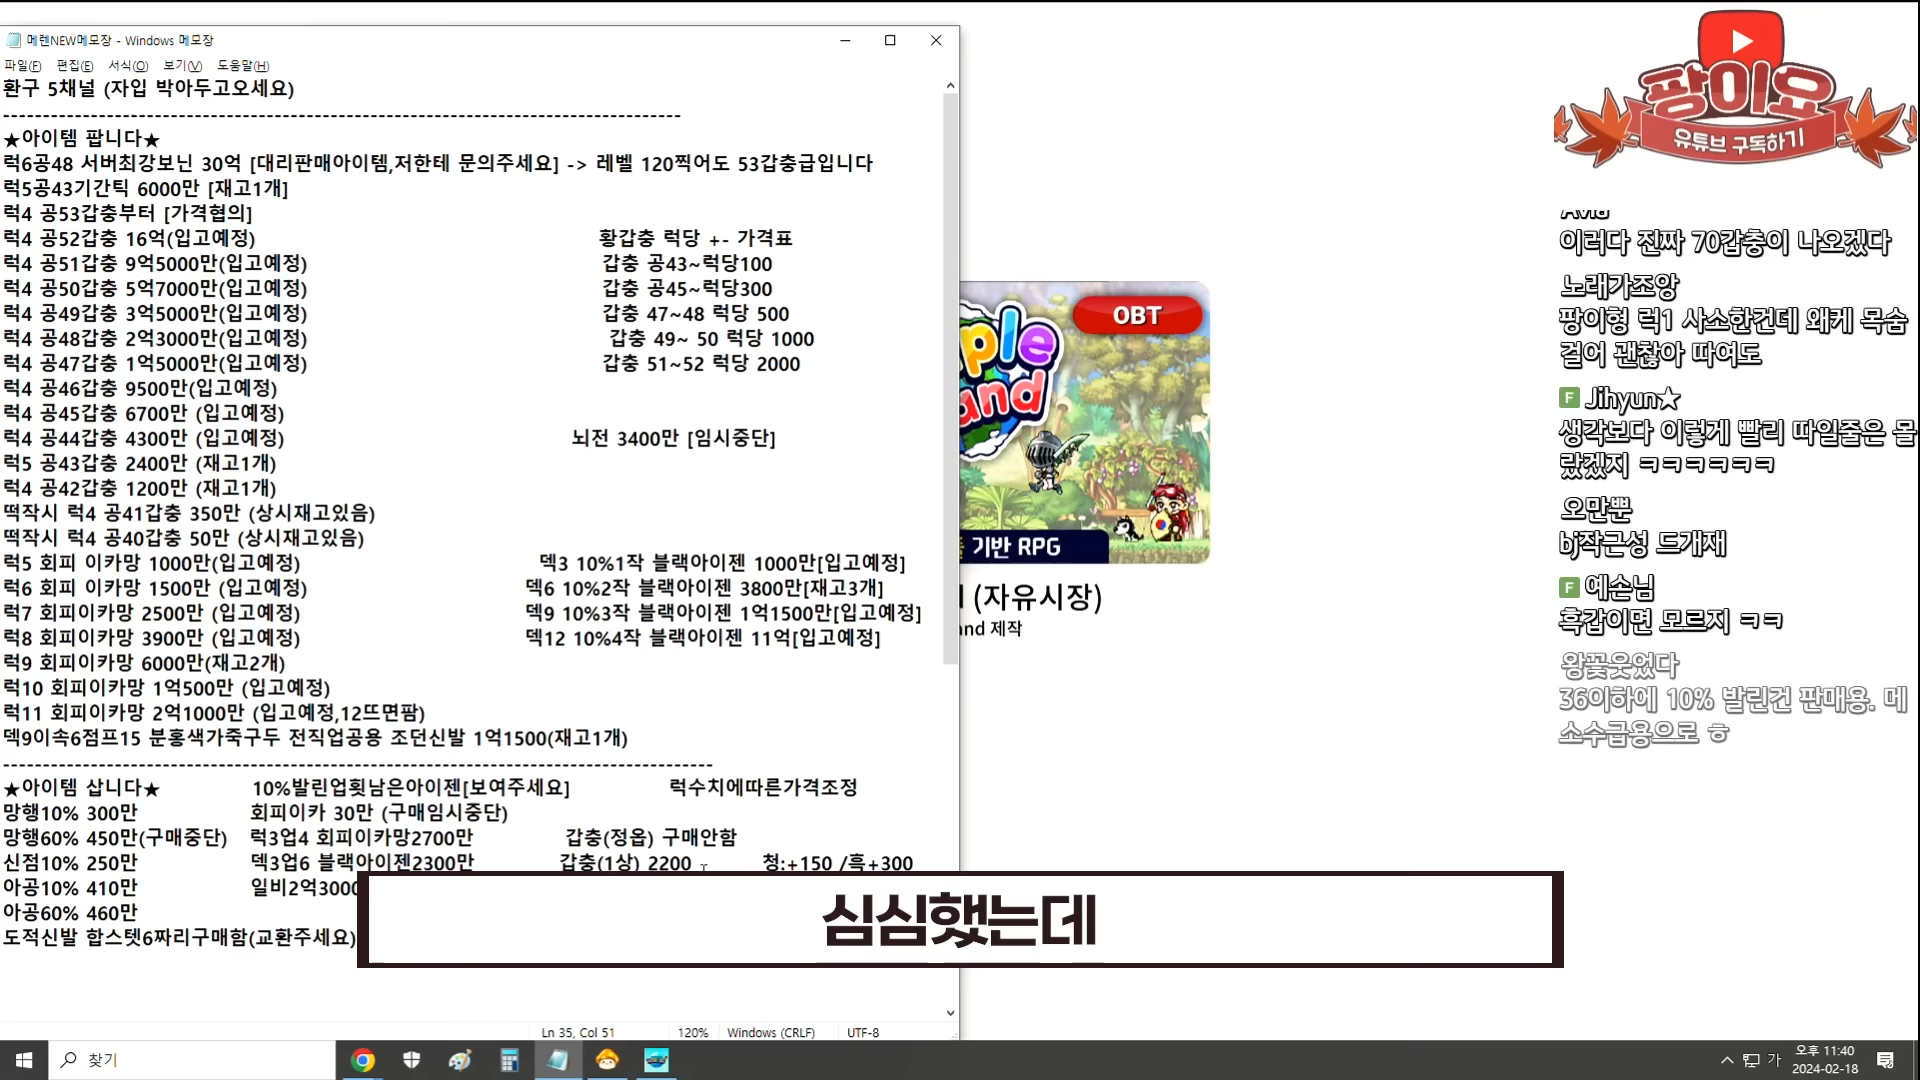 메렌NEW메모장 - Windows 메모장
파일(F) 편집(E) 서식(O) 보기(V) 도움말(H)
환구 5채널 (자입 박아두고오세요)
★아이템 팝니다★
럭6공48 서버최강보닌 30억 [대리판매아이템,저한테 문의주세요] -> 레벨 120찍어도 53갑충급입니다
럭5공43기간틱 6000만 [재고1개]
럭4 공53갑충부터 [가격협의]
럭4 공52갑충 16억(입고예정) 황갑충 럭당 +- 가격표
럭4 공51갑충 9억5000만(입고예정) 갑충 공43~럭당100
럭4 공50갑충 5억7000만(입고예정) 갑충 공45~럭당300
럭4 공49갑충 3억5000만(입고예정) 갑충 47~48 럭당 500
럭4 공48갑충 2억3000만(입고예정) 갑충 49~ 50 럭당 1000
럭4 공47갑충 1억5000만(입고예정) 갑충 51~52 럭당 2000
럭4 공46갑충 9500만(입고예정)
럭4 공45갑충 6700만 (입고예정)
럭4 공44갑충 4300만 (입고예정) 뇌전 3400만 [임시중단]
럭5 공43갑충 2400만 (재고1개)
럭4 공42갑충 1200만 (재고1개)
떡작시 럭4 공41갑충 350만 (상시재고있음)
떡작시 럭4 공40갑충 50만 (상시재고있음)
럭5 회피 이카망 1000만(입고예정) 덱3 10%1작 블랙아이젠 1000만[입고예정]
럭6 회피 이카망 1500만 (입고예정) 덱6 10%2작 블랙아이젠 3800만[재고3개]
럭7 회피이카망 2500만 (입고예정) 덱9 10%3작 블랙아이젠 1억1500만[입고예정]
럭8 회피이카망 3900만 (입고예정) 덱12 10%4작 블랙아이젠 11억[입고예정]
럭9 회피이카망 6000만(재고2개)
럭10 회피이카망 1억500만 (입고예정)
럭11 회피이카망 2억1000만 (입고예정,12뜨면팜)
덱9이속6점프15 분홍색가죽구두 전직업공용 조던신발 1억1500(재고1개)
★아이템 삽니다★ 10%발린업횟남은아이젠[보여주세요] 럭수치에따른가격조정
망행10% 300만 회피이카 30만 (구매임시중단)
망행60% 450만(구매중단) 럭3업4 회피이카망2700만 갑충(정옵) 구매안함
신점10% 250만 덱3업6 블랙아이젠2300만 갑충(1상) 2200 청:+150 /흑+300
아공10% 410만 일비2억3000
아공60% 460만
도적신발 합스텟6짜리구매함(교환주세요)
심심했는데
Ln 35, Col 51 120% Windows (CRLF) UTF-8
OBT
ple
and
기반 RPG
(자유시장)
and 제작
팡이요
유튜브 구독하기
이러다 진짜 70갑충이 나오겠다
노래가조앙
팡이형 럭1 사소한건데 왜케 목숨
걸어 괜찮아 따여도
F Jihyun★
생각보다 이렇게 빨리 따일줄은 몰
랐겠지 ㅋㅋㅋㅋㅋㅋ
오만뿐
bj작근성 드개재
F 예손님
흑갑이면 모르지 ㅋㅋ
왕꽃웃었다
36이하에 10% 발린건 판매용. 메
소수급용으로 ㅎ
찾기
가
오후 11:40
2024-02-18